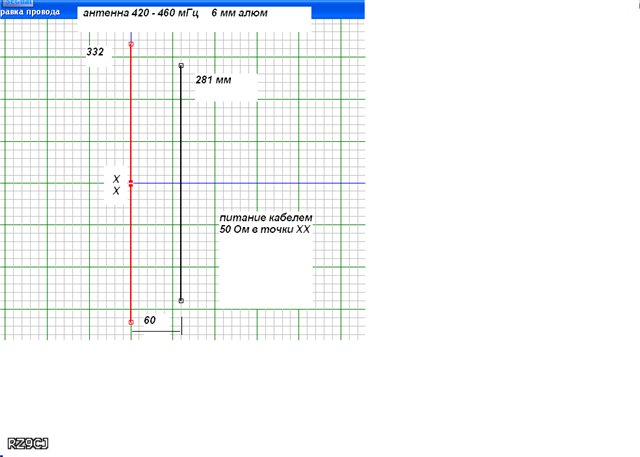 равка провода
антенна 420 - 460 мГц 6 мм алюм
332
281 мм
X
X
питание кабелем
50 Ом в точки XX
60
RZ9CJ